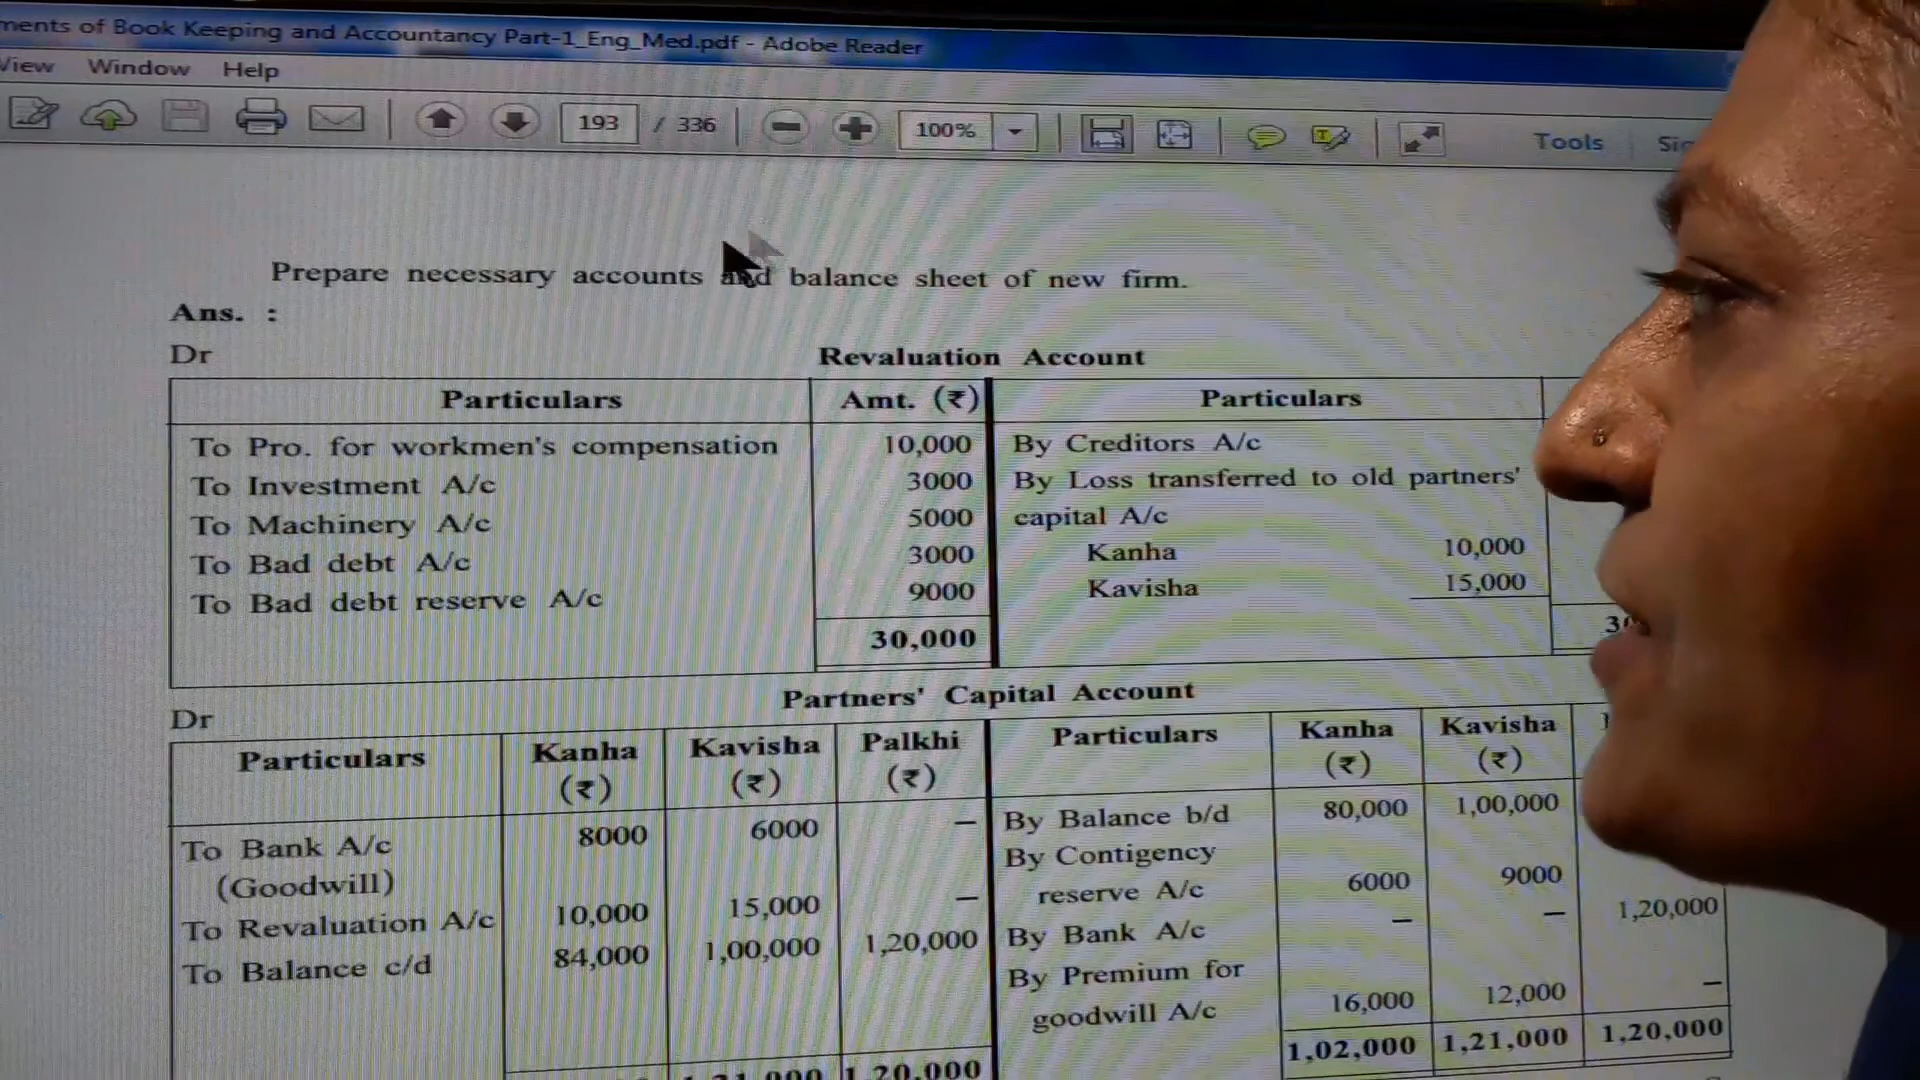 ments of Book Keeping and Accountancy Part-1_Eng_Med.pdf - Adobe Reader
View Window Help
193 / 336 100% Tools
Prepare necessary accounts and balance sheet of new firm.
Ans. :
Dr Revaluation Account
Particulars Amt. (₹) Particulars
To Pro. for workmen's compensation 10,000 By Creditors A/c
To Investment A/c 3000 By Loss transferred to old partners'
To Machinery A/c 5000 capital A/c
To Bad debt A/c 3000 Kanha 10,000
To Bad debt reserve A/c 9000 Kavisha 15,000
30,000
Partners' Capital Account
Dr
Particulars Kanha Kavisha Palkhi Particulars Kanha Kavisha
(₹) (₹) (₹) (₹) (₹)
To Bank A/c 8000 6000 – By Balance b/d 80,000 1,00,000
(Goodwill) By Contigency
To Revaluation A/c 10,000 15,000 – reserve A/c 6000 9000
To Balance c/d 84,000 1,00,000 1,20,000 By Bank A/c – – 1,20,000
By Premium for
goodwill A/c 16,000 12,000 –
1,02,000 1,21,000 1,20,000
1,20,000